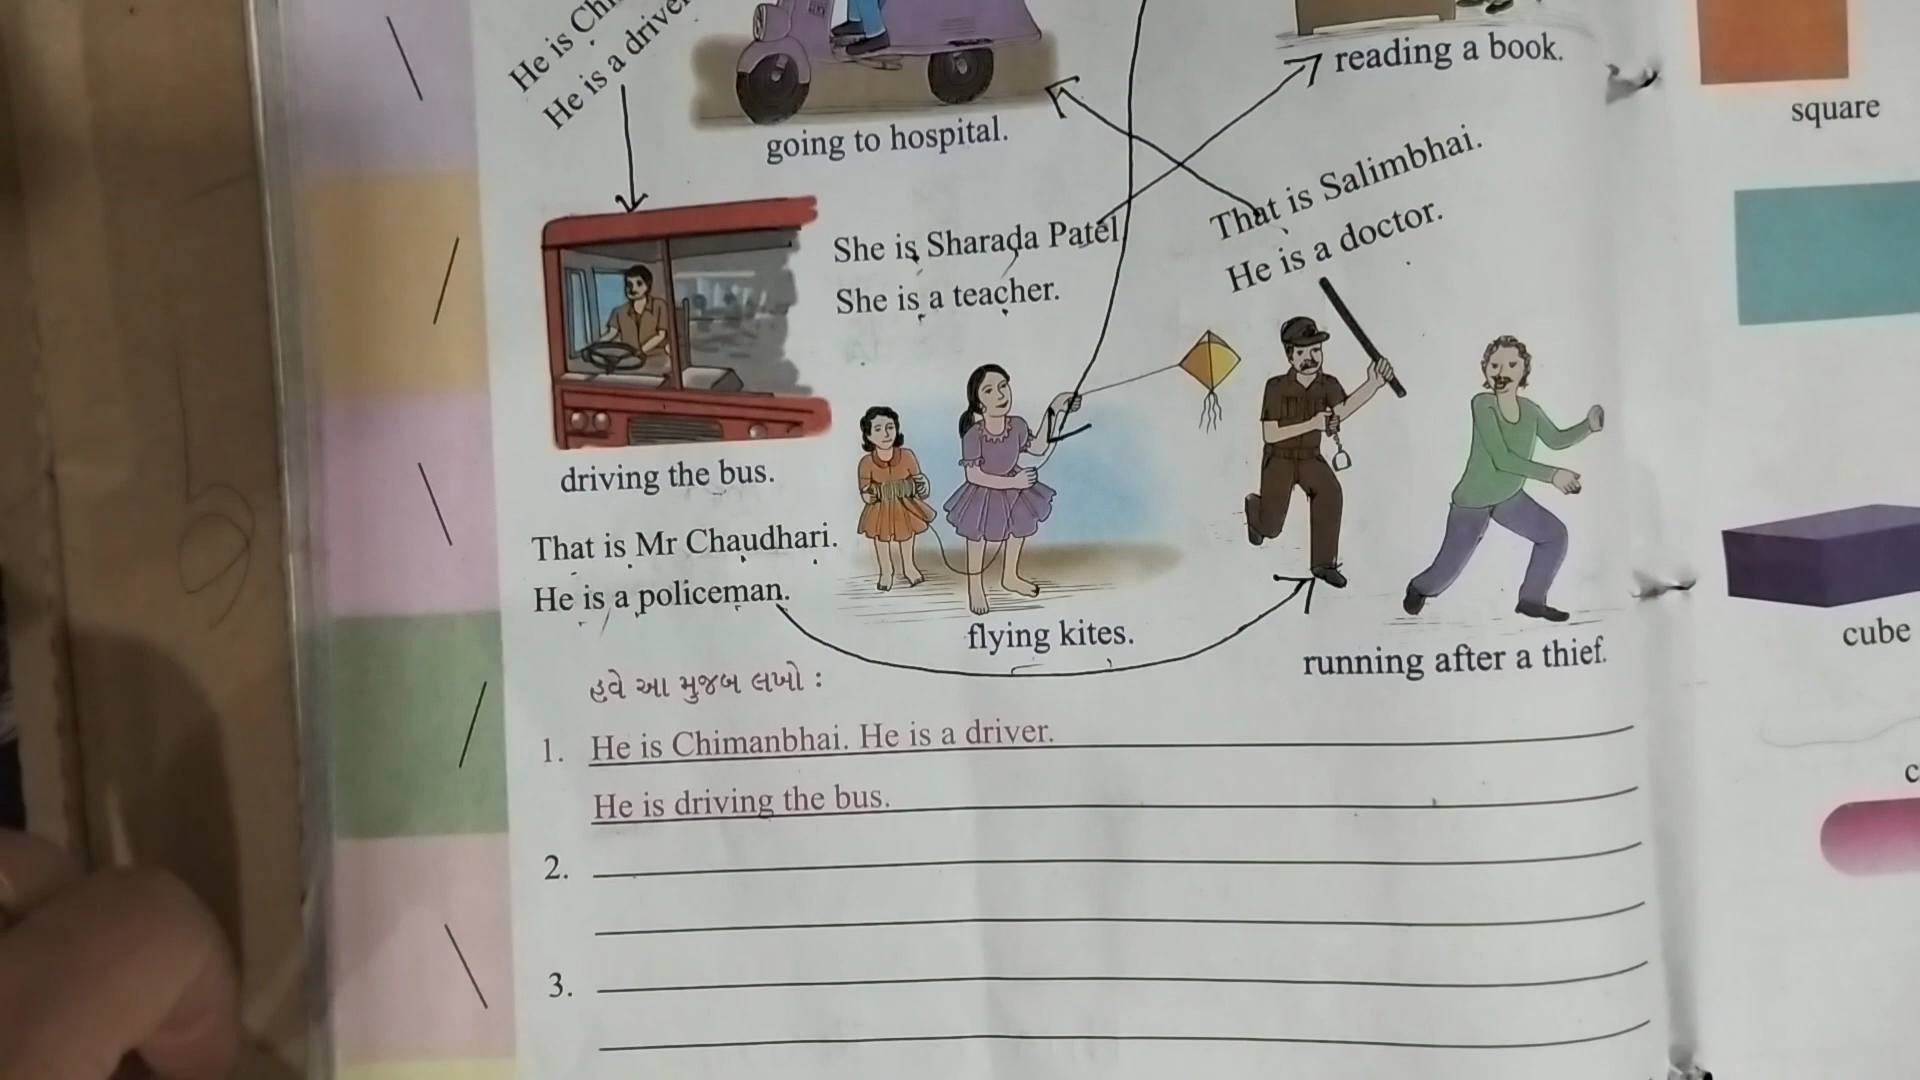 He is
He is a
going to hospital.
reading a book.
square
That is Salimbhai.
He is a doctor.
She is Sharada Patel.
She is a teacher.
driving the bus.
That is Mr Chaudhari.
He is a policeman.
flying kites.
running after a thief.
cube
હવે આ મુજબ લખો :
1. He is Chimanbhai. He is a driver.
He is driving the bus.
2.
3.